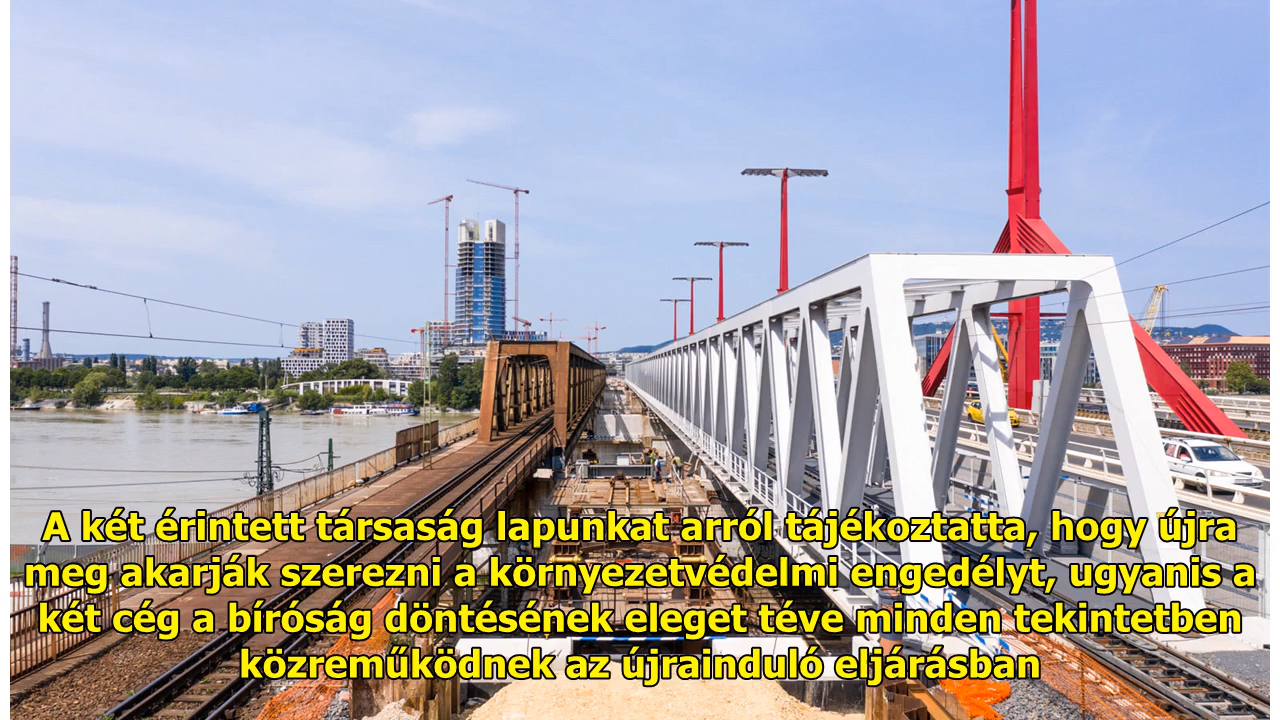 A két érintett társaság lapunkat arról tájékoztatta, hogy újra
meg akarják szerezni a környezetvédelmi engedélyt, ugyanis a
két cég a bíróság döntésének eleget téve minden tekintetben
közreműködnek az újrainduló eljárásban